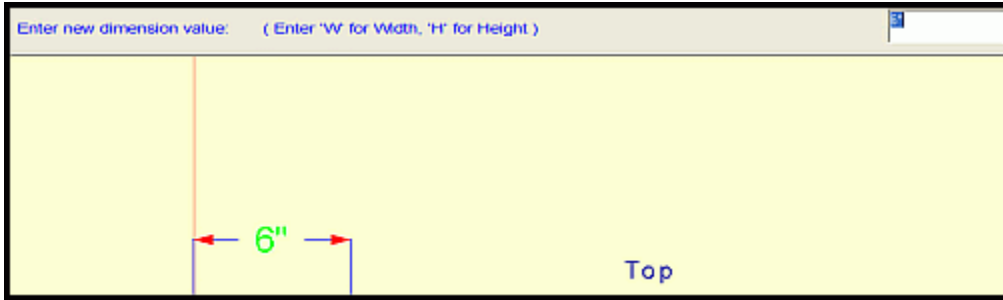 Enter new dimension value: ( Enter 'W' for Width, 'H' for Height )
6"
Top